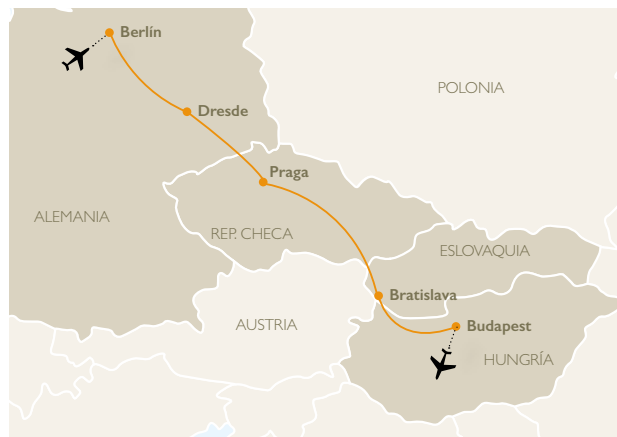 Berlín
POLONIA
Dresde
Praga
ALEMANIA
REP. CHECA
ESLOVAQUIA
Bratislava
AUSTRIA
Budapest
HUNGRÍA